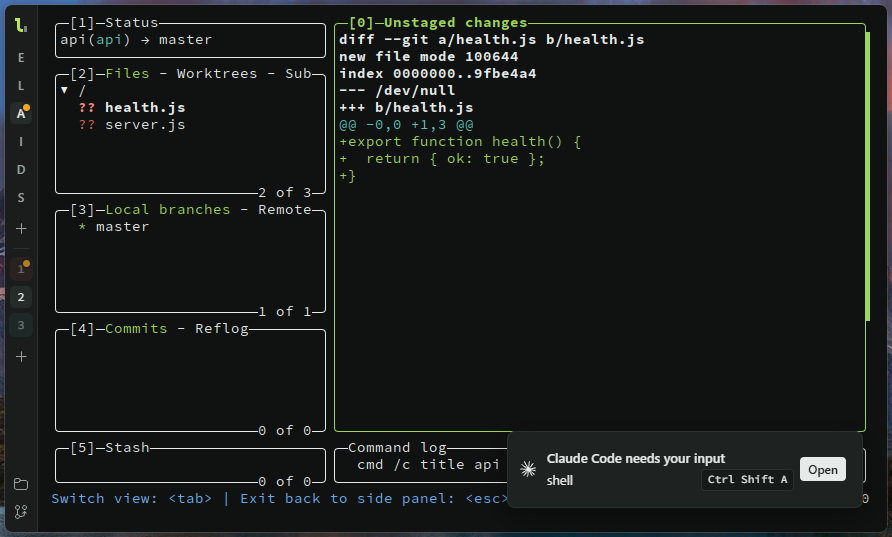 E
L
A
I
D
S
+
1
2
3
+
[1]—Status
api(api) → master
[2]—Files - Worktrees - Sub
▼ /
?? health.js
?? server.js
2 of 3
[3]—Local branches - Remote
* master
1 of 1
[4]—Commits - Reflog
0 of 0
[5]—Stash
0 of 0
[0]—Unstaged changes
diff --git a/health.js b/health.js
new file mode 100644
index 0000000..9fbe4a4
--- /dev/null
+++ b/health.js
@@ -0,0 +1,3 @@
+export function health() {
+  return { ok: true };
+}
Command log
cmd /c title api
Switch view: <tab> | Exit back to side panel: <esc>
Claude Code needs your input
shell
Ctrl Shift A
Open